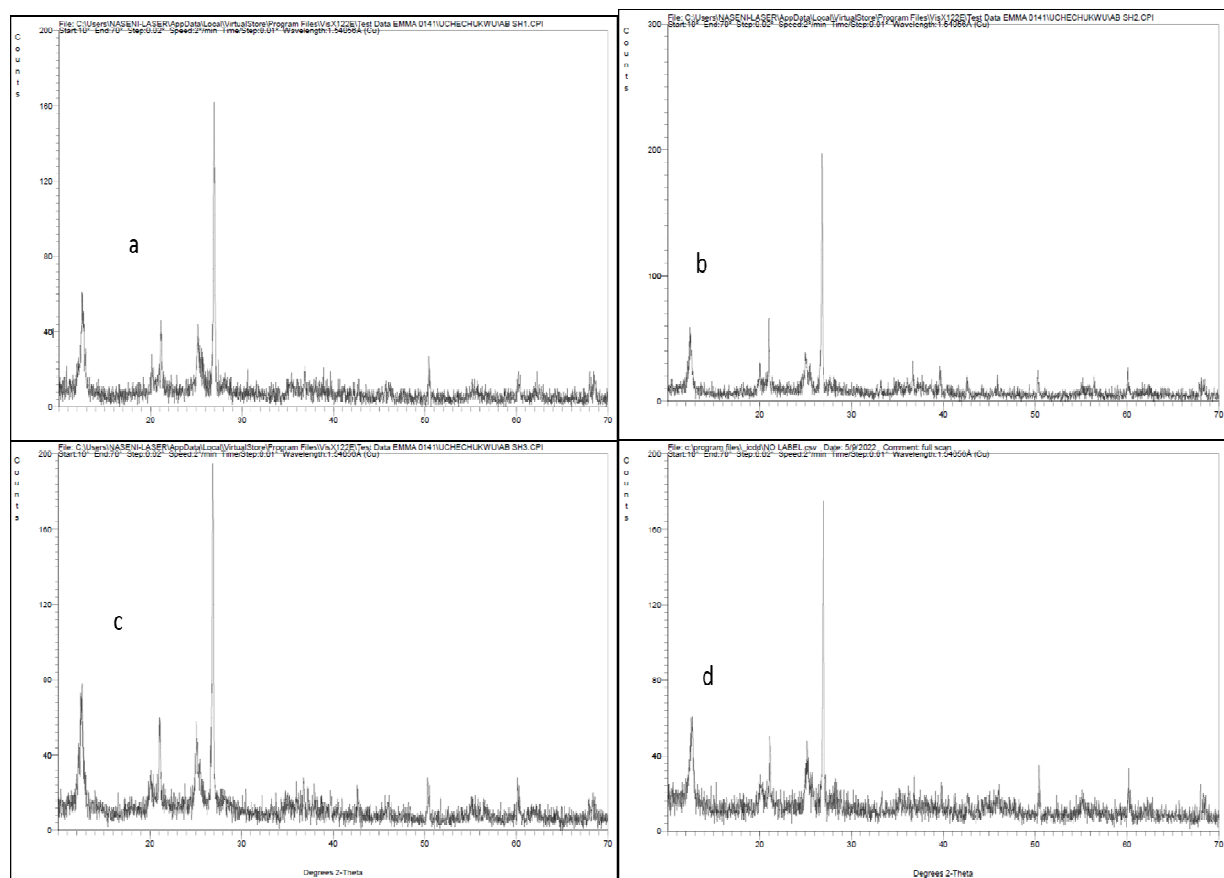 File: C:\Users\NASENI-LASER\AppData\Local\VirtualStore\Program Files\VisX122E\Test Data EMMA 0141\UCHECHUKWU\AB SH1.CPI
Start:10° End:70° Step:0.02° Speed:2°/min Time/Step:0.01° Wavelength:1.54056Å (Cu)
200
Counts
160
120
a
80
40
0
20
30
40
50
60
70
File: C:\Users\NASENI-LASER\AppData\Local\VirtualStore\Program Files\VisX122E\Test Data EMMA 0141\UCHECHUKWU\AB SH2.CPI
Start:10° End:70° Step:0.02° Speed:2°/min Time/Step:0.01° Wavelength:1.54056Å (Cu)
300
Counts
200
b
100
0
20
30
40
50
60
70
File: C:\Users\NASENI-LASER\AppData\Local\VirtualStore\Program Files\VisX122E\Test Data EMMA 0141\UCHECHUKWU\AB SH3.CPI
Start:10° End:70° Step:0.02° Speed:2°/min Time/Step:0.01° Wavelength:1.54056Å (Cu)
200
Counts
160
120
c
80
40
0
20
30
40
50
60
70
Degrees 2-Theta
File: c:\program files\_icdd\NO LABEL.csv Date: 5/9/2022 Comment: full scan
Start:10° End:70° Step:0.02° Speed:2°/min Time/Step:0.01° Wavelength:1.54056Å (Cu)
200
Counts
160
120
d
80
40
0
20
30
40
50
60
70
Degrees 2-Theta